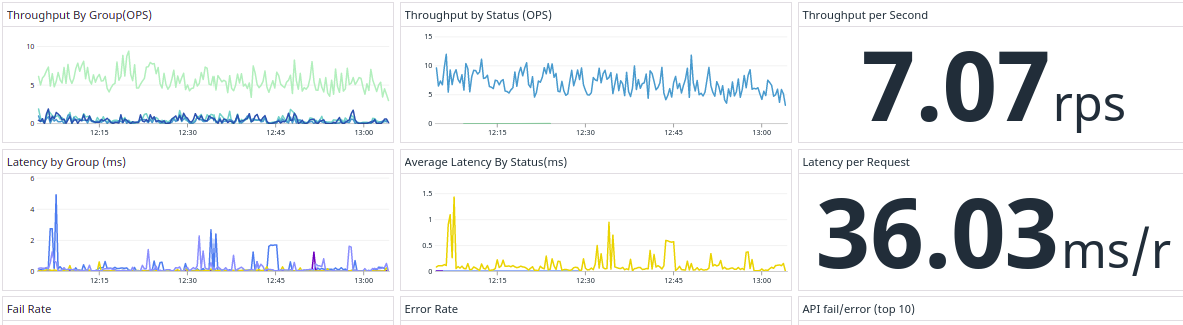 Throughput By Group(OPS)
10
5
0
12:15 12:30 12:45 13:00
Throughput by Status (OPS)
15
10
5
0
12:15 12:30 12:45 13:00
Throughput per Second
7.07rps
Latency by Group (ms)
6
4
2
0
12:15 12:30 12:45 13:00
Average Latency By Status(ms)
1.5
1
0.5
0
12:15 12:30 12:45 13:00
Latency per Request
36.03ms/r
Fail Rate
Error Rate
API fail/error (top 10)